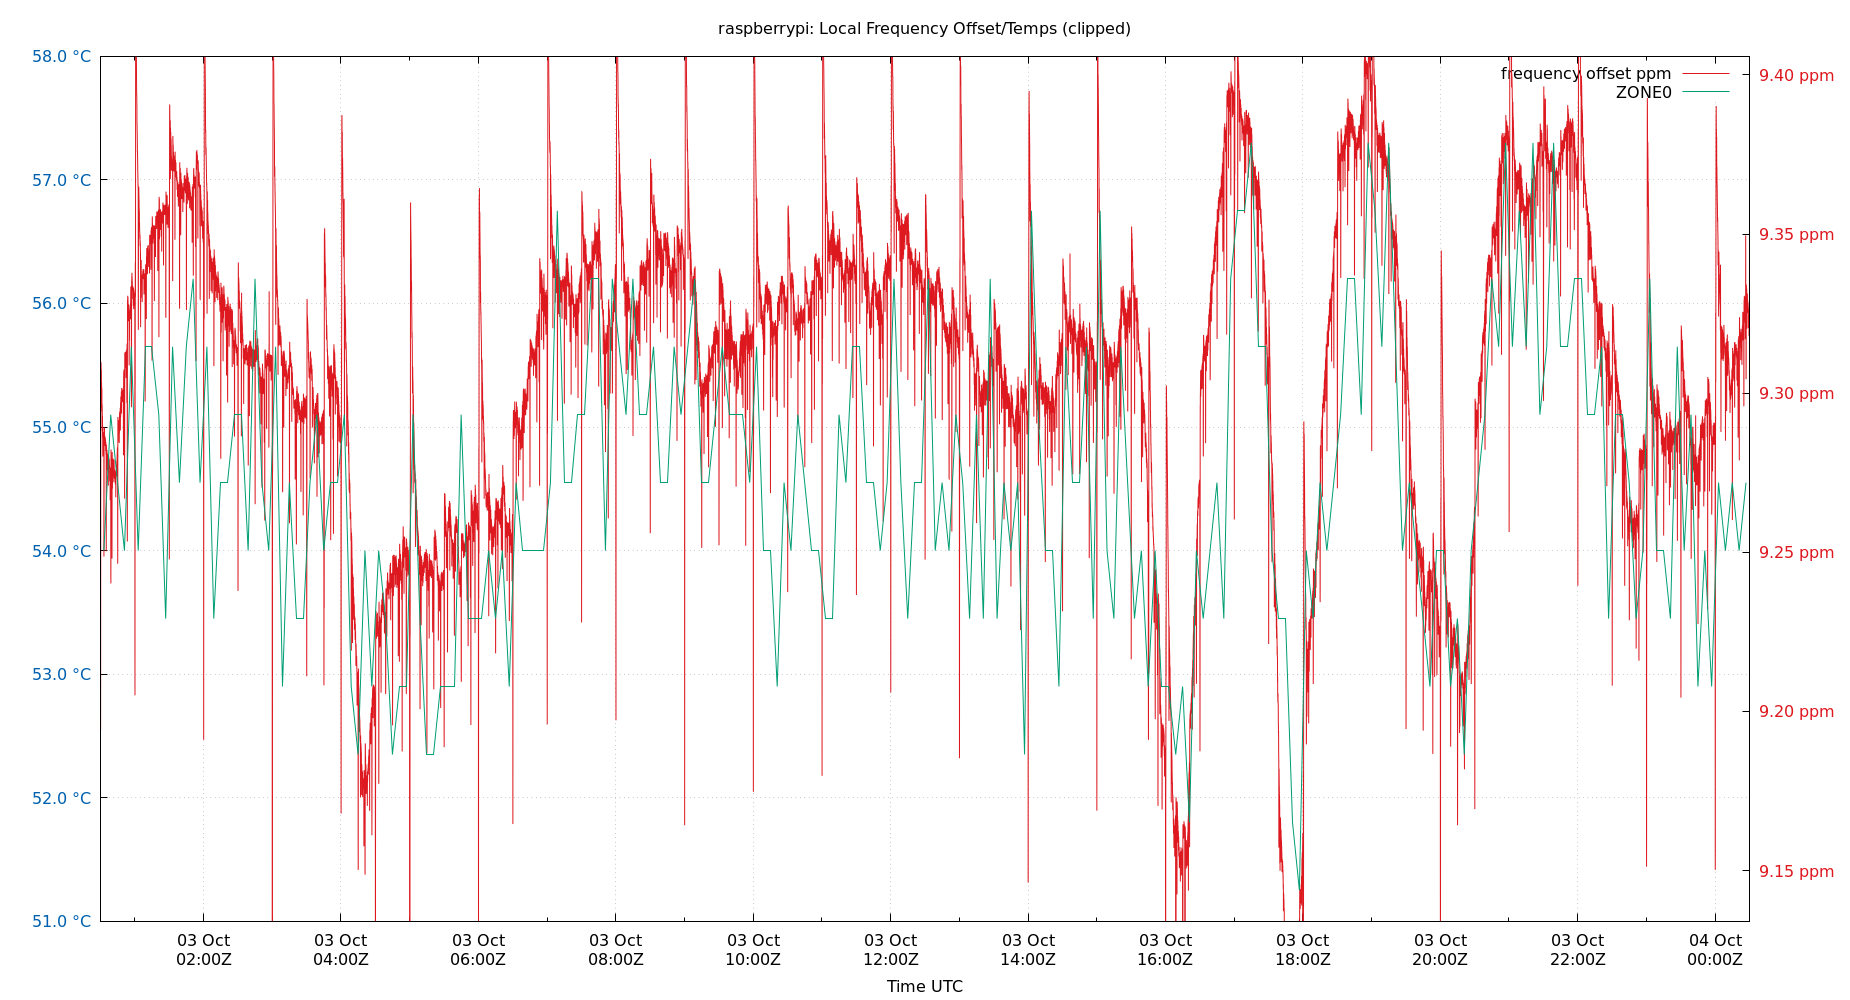 raspberrypi: Local Frequency Offset/Temps (clipped)
58.0 °C
57.0 °C
56.0 °C
55.0 °C
54.0 °C
53.0 °C
52.0 °C
51.0 °C
frequency offset ppm
ZONE0
9.40 ppm
9.35 ppm
9.30 ppm
9.25 ppm
9.20 ppm
9.15 ppm
03 Oct
02:00Z
03 Oct
04:00Z
03 Oct
06:00Z
03 Oct
08:00Z
03 Oct
10:00Z
03 Oct
12:00Z
03 Oct
14:00Z
03 Oct
16:00Z
03 Oct
18:00Z
03 Oct
20:00Z
03 Oct
22:00Z
04 Oct
00:00Z
Time UTC